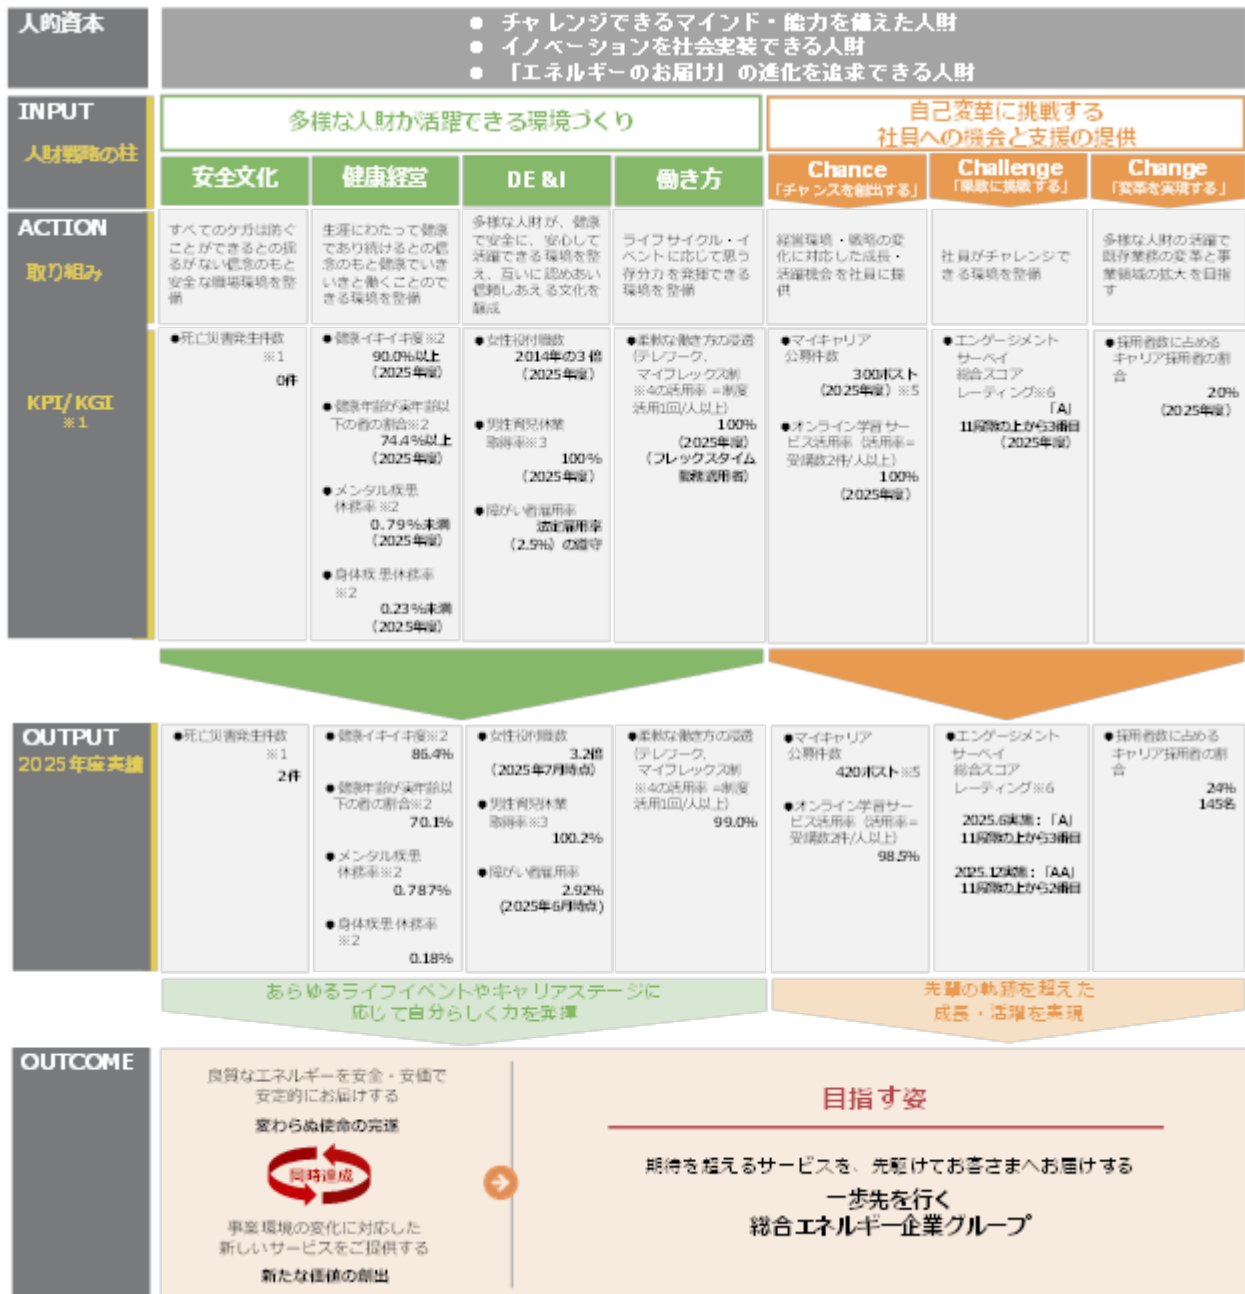 人的資本
● チャレンジできるマインド・能力を備えた人財
● イノベーションを社会実装できる人財
● 「エネルギーのお届け」の進化を追求できる人財
INPUT
人財戦略の柱
多様な人財が活躍できる環境づくり
自己変革に挑戦する
社員への機会と支援の提供
安全文化
健康経営
DE&I
働き方
Chance
「チャンスを創出する」
Challenge
「果敢に挑戦する」
Change
「変革を実現する」
ACTION
取り組み
すべてのケガは防ぐ
ことができるとの揺
るがない信念のもと
安全な職場環境を整
備
生涯にわたって健康
であり続けるとの信
念のもと健康でいき
いきと働くことので
きる環境を整備
多様な人財が、健康
で安全に、安心して
活躍できる環境を整
え、互いに認めあい
信頼しあえる文化を
醸成
ライフサイクル・イ
ベントに応じて思う
存分力を発揮できる
環境を整備
経営環境・戦略の変
化に対応した成長・
活躍機会を社員に提
供
社員がチャレンジで
きる環境を整備
多様な人財の活躍で
既存業務の変革と事
業領域の拡大を目指
す
KPI/KGI
※1
●死亡災害発生件数
※1
0件
●健康イキイキ度※2
90.0%以上
(2025年度)
●健康年齢が実年齢以
下の者の割合※2
74.4%以上
(2025年度)
●メンタル疾患
休務率※2
0.79%未満
(2025年度)
●身体疾患休務率
※2
0.23%未満
(2025年度)
●女性役付職数
2014年の3倍
(2025年度)
●男性育児休業
取得率※3
100%
(2025年度)
●障がい者雇用率
法定雇用率
(2.5%)の遵守
●柔軟な働き方の浸透
(テレワーク、
マイフレックス制
※4の活用率=制度
活用1回/人以上)
100%
(2025年度)
(フレックスタイム
勤務適用者)
●マイキャリア
公募件数
300ポスト
(2025年度)※5
●オンライン学習サー
ビス活用率(活用率=
受講数2件/人以上)
100%
(2025年度)
●エンゲージメント
サーベイ
総合スコア
レーティング※6
「A」
11段階の上から3番目
(2025年度)
●採用者数に占める
キャリア採用者の割
合
20%
(2025年度)
OUTPUT
2025年度実績
●死亡災害発生件数
※1
2件
●健康イキイキ度※2
86.4%
●健康年齢が実年齢以
下の者の割合※2
70.1%
●メンタル疾患
休務率※2
0.787%
●身体疾患休務率
※2
0.18%
●女性役付職数
3.2倍
(2025年7月時点)
●男性育児休業
取得率※3
100.2%
●障がい者雇用率
2.92%
(2025年6月時点)
●柔軟な働き方の浸透
(テレワーク、
マイフレックス制
※4の活用率=制度
活用1回/人以上)
99.0%
●マイキャリア
公募件数
420ポスト※5
●オンライン学習サー
ビス活用率(活用率=
受講数2件/人以上)
98.5%
●エンゲージメント
サーベイ
総合スコア
レーティング※6
2025.6実施:「A」
11段階の上から3番目
2025.12実施:「AA」
11段階の上から2番目
●採用者数に占める
キャリア採用者の割
合
24%
145名
あらゆるライフイベントやキャリアステージに
応じて自分らしく力を発揮
先輩の軌跡を超えた
成長・活躍を実現
OUTCOME
良質なエネルギーを安全・安価で
安定的にお届けする
変わらぬ使命の完遂
同時達成
事業環境の変化に対応した
新しいサービスをご提供する
新たな価値の創出
目指す姿
期待を超えるサービスを、先駆けてお客さまへお届けする
一歩先を行く
総合エネルギー企業グループ